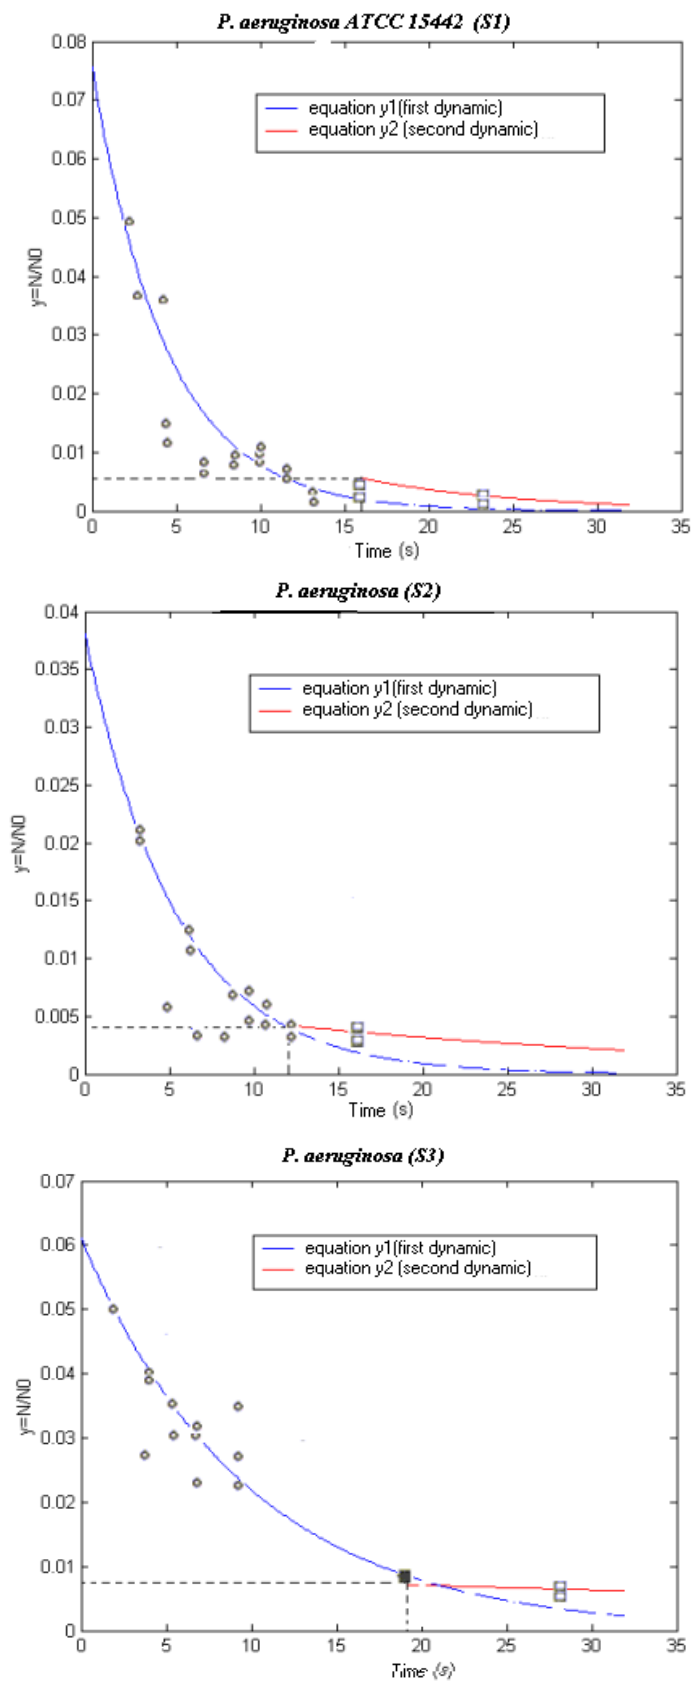 P. aeruginosa ATCC 15442 (S1)
0.08
0.07
0.06
0.05
0.04
0.03
0.02
0.01
0
y=N/N0
equation y1(first dynamic)
equation y2 (second dynamic)
0 5 10 15 20 25 30 35
Time (s)
P. aeruginosa (S2)
0.04
0.035
0.03
0.025
0.02
0.015
0.01
0.005
0
y=N/N0
equation y1(first dynamic)
equation y2 (second dynamic)
0 5 10 15 20 25 30 35
Time (s)
P. aeruginosa (S3)
0.07
0.06
0.05
0.04
0.03
0.02
0.01
0
y=N/N0
equation y1(first dynamic)
equation y2 (second dynamic)
0 5 10 15 20 25 30 35
Time (s)